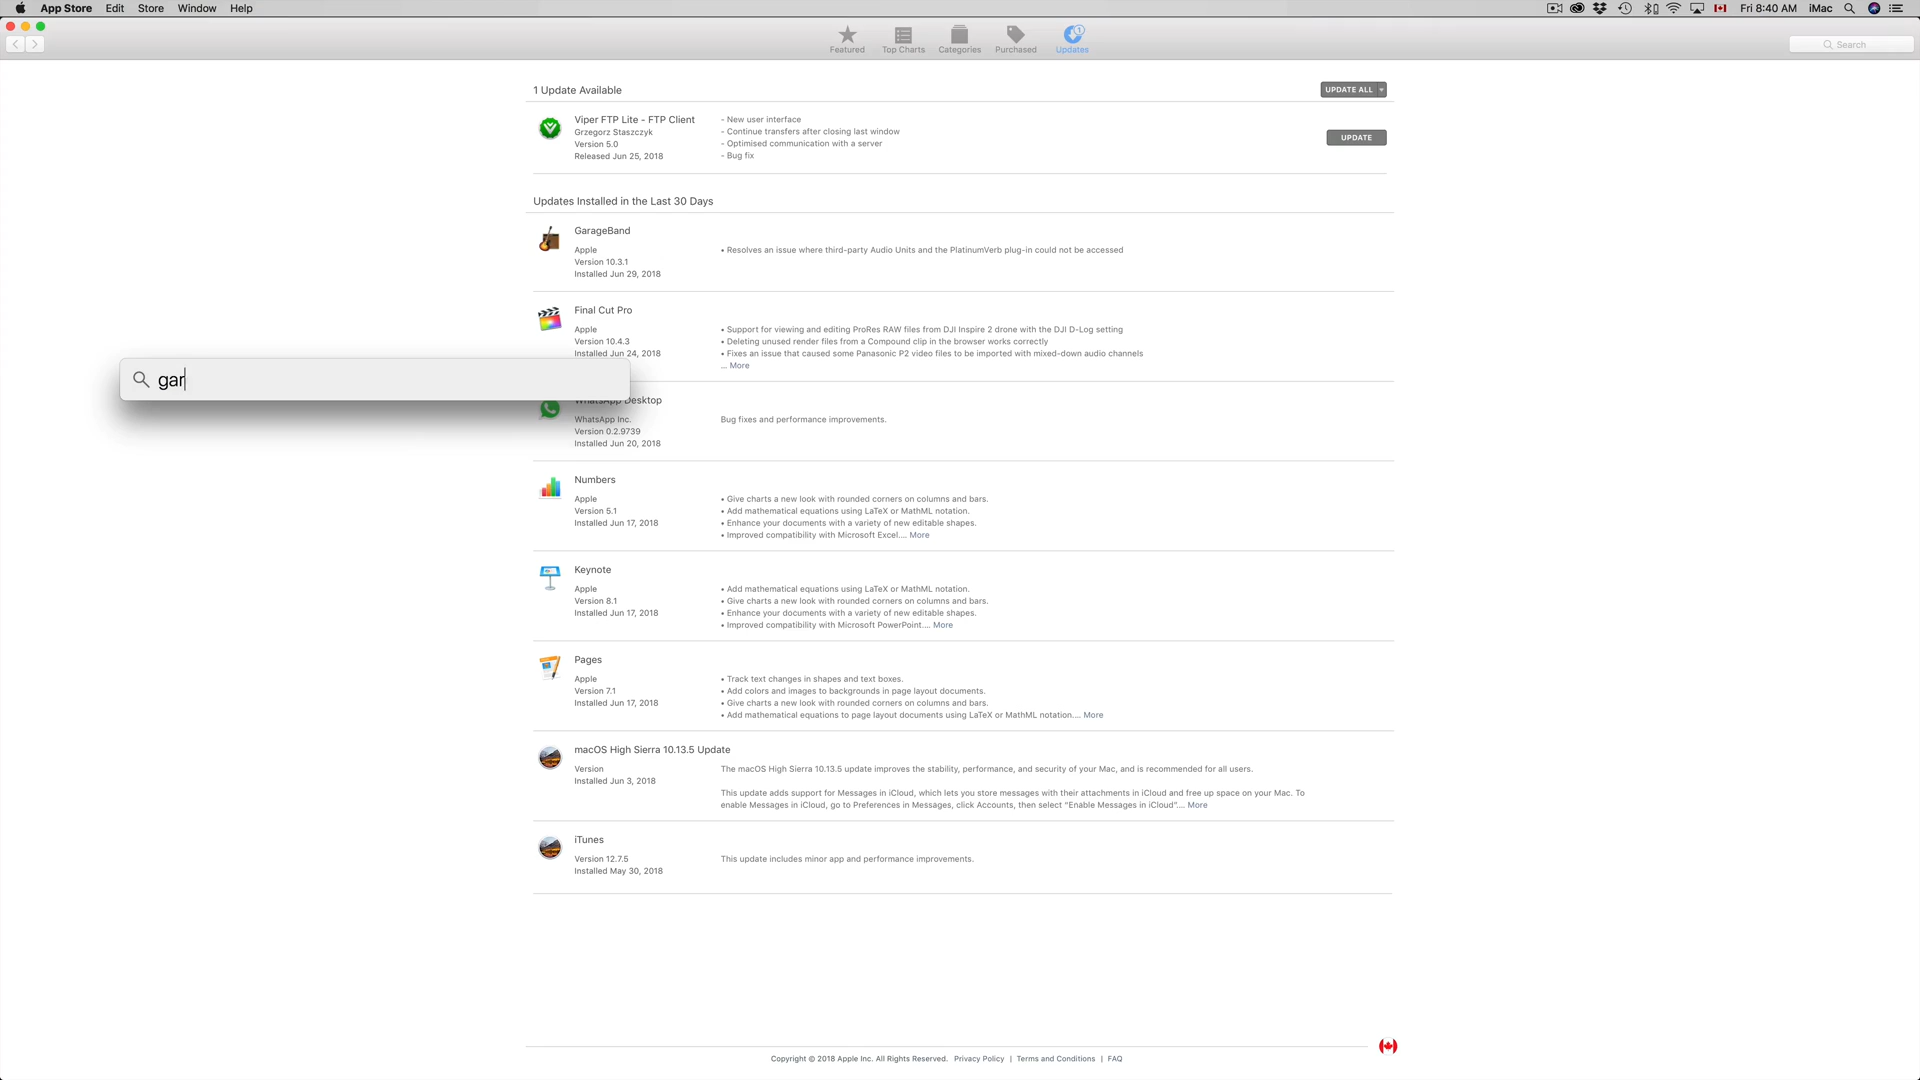 App Store Edit Store Window Help
Fri 8:40 AM iMac
Featured
Top Charts
Categories
Purchased
1
Updates
Search
1 Update Available
UPDATE ALL
Viper FTP Lite - FTP Client
Grzegorz Staszczyk
Version 5.0
Released Jun 25, 2018
- New user interface
- Continue transfers after closing last window
- Optimised communication with a server
- Bug fix
UPDATE
Updates Installed in the Last 30 Days
GarageBand
Apple
Version 10.3.1
Installed Jun 29, 2018
• Resolves an issue where third-party Audio Units and the PlatinumVerb plug-in could not be accessed
Final Cut Pro
Apple
Version 10.4.3
Installed Jun 24, 2018
• Support for viewing and editing ProRes RAW files from DJI Inspire 2 drone with the DJI D-Log setting
• Deleting unused render files from a Compound clip in the browser works correctly
• Fixes an issue that caused some Panasonic P2 video files to be imported with mixed-down audio channels
... More
gar
WhatsApp Desktop
WhatsApp Inc.
Version 0.2.9739
Installed Jun 20, 2018
Bug fixes and performance improvements.
Numbers
Apple
Version 5.1
Installed Jun 17, 2018
• Give charts a new look with rounded corners on columns and bars.
• Add mathematical equations using LaTeX or MathML notation.
• Enhance your documents with a variety of new editable shapes.
• Improved compatibility with Microsoft Excel.... More
Keynote
Apple
Version 8.1
Installed Jun 17, 2018
• Add mathematical equations using LaTeX or MathML notation.
• Give charts a new look with rounded corners on columns and bars.
• Enhance your documents with a variety of new editable shapes.
• Improved compatibility with Microsoft PowerPoint.... More
Pages
Apple
Version 7.1
Installed Jun 17, 2018
• Track text changes in shapes and text boxes.
• Add colors and images to backgrounds in page layout documents.
• Give charts a new look with rounded corners on columns and bars.
• Add mathematical equations to page layout documents using LaTeX or MathML notation.... More
macOS High Sierra 10.13.5 Update
Version
Installed Jun 3, 2018
The macOS High Sierra 10.13.5 update improves the stability, performance, and security of your Mac, and is recommended for all users.
This update adds support for Messages in iCloud, which lets you store messages with their attachments in iCloud and free up space on your Mac. To
enable Messages in iCloud, go to Preferences in Messages, click Accounts, then select “Enable Messages in iCloud”.... More
iTunes
Version 12.7.5
Installed May 30, 2018
This update includes minor app and performance improvements.
Copyright © 2018 Apple Inc. All Rights Reserved. Privacy Policy | Terms and Conditions | FAQ